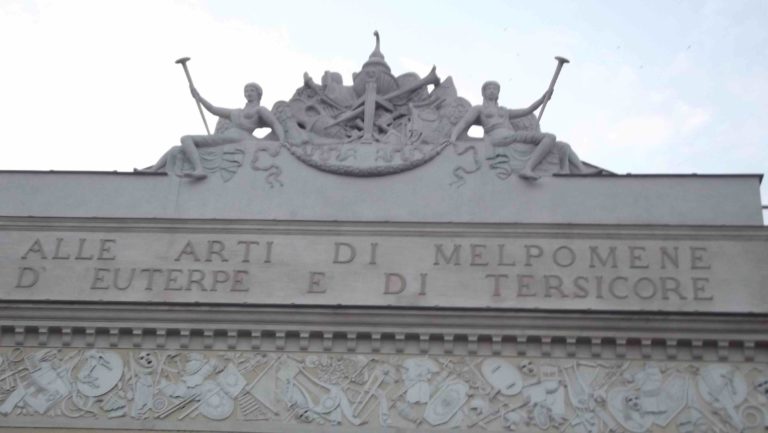 ALLE ARTI DI MELPOMENE
D' EUTERPE E DI TERSICORE